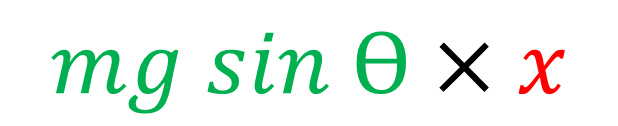 mg sin θ × x